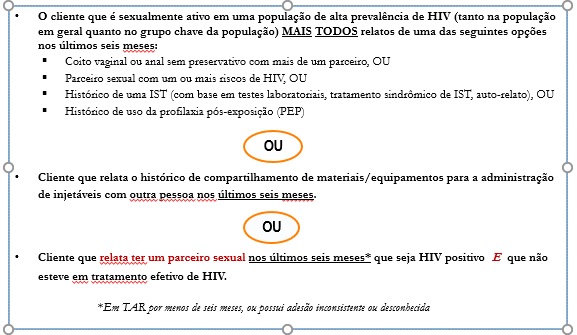 • O cliente que é sexualmente ativo em uma população de alta prevalência de HIV (tanto na população
em geral quanto no grupo chave da população) MAIS TODOS relatos de uma das seguintes opções
nos últimos seis meses:
▪ Coito vaginal ou anal sem preservativo com mais de um parceiro, OU
▪ Parceiro sexual com um ou mais riscos de HIV, OU
▪ Histórico de uma IST (com base em testes laboratoriais, tratamento sindrômico de IST, auto-relato), OU
▪ Histórico de uso da profilaxia pós-exposição (PEP)
OU
• Cliente que relata o histórico de compartilhamento de materiais/equipamentos para a administração
de injetáveis com outra pessoa nos últimos seis meses.
OU
• Cliente que relata ter um parceiro sexual nos últimos seis meses* que seja HIV positivo E que não
esteve em tratamento efetivo de HIV.
*Em TAR por menos de seis meses, ou possui adesão inconsistente ou desconhecida